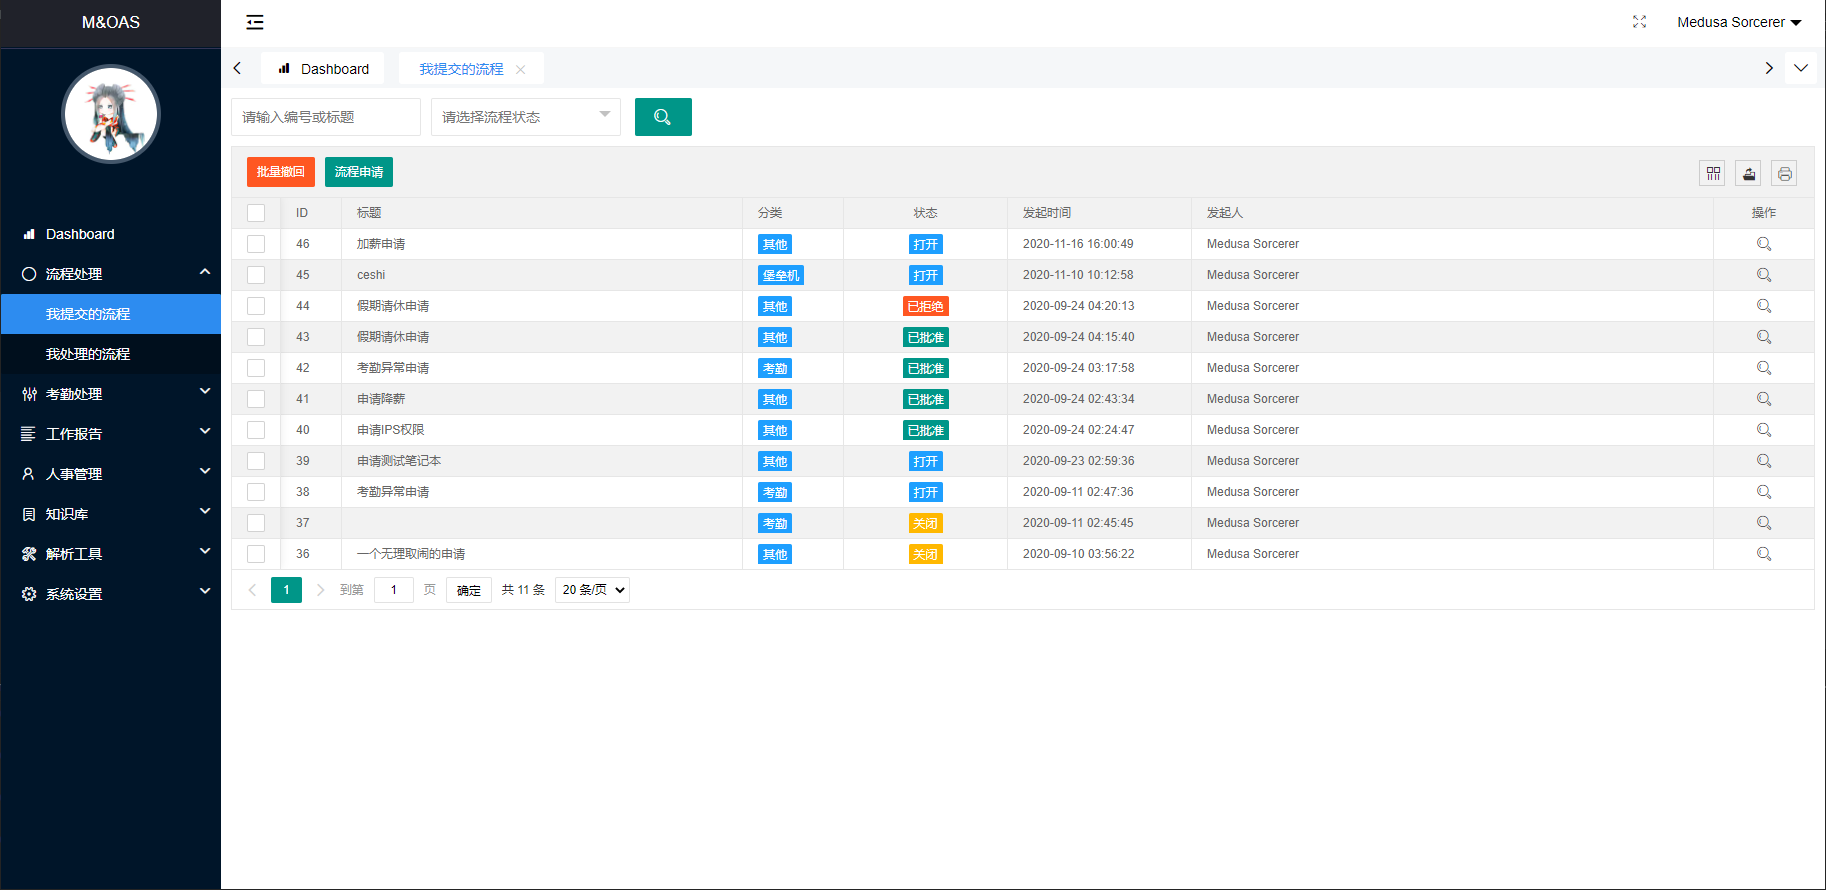 M&OAS
Medusa Sorcerer
Dashboard
我提交的流程
请输入编号或标题
请选择流程状态
批量撤回
流程申请
Dashboard
流程处理
我提交的流程
我处理的流程
考勤处理
工作报告
人事管理
知识库
解析工具
系统设置
ID 标题 分类 状态 发起时间 发起人 操作
46 加薪申请 其他 打开 2020-11-16 16:00:49 Medusa Sorcerer
45 ceshi 堡垒机 打开 2020-11-10 10:12:58 Medusa Sorcerer
44 假期请休申请 其他 已拒绝 2020-09-24 04:20:13 Medusa Sorcerer
43 假期请休申请 其他 已批准 2020-09-24 04:15:40 Medusa Sorcerer
42 考勤异常申请 考勤 已批准 2020-09-24 03:17:58 Medusa Sorcerer
41 申请降薪 其他 已批准 2020-09-24 02:43:34 Medusa Sorcerer
40 申请IPS权限 其他 已批准 2020-09-24 02:24:47 Medusa Sorcerer
39 申请测试笔记本 其他 打开 2020-09-23 02:59:36 Medusa Sorcerer
38 考勤异常申请 考勤 打开 2020-09-11 02:47:36 Medusa Sorcerer
37 考勤 关闭 2020-09-11 02:45:45 Medusa Sorcerer
36 一个无理取闹的申请 其他 关闭 2020-09-10 03:56:22 Medusa Sorcerer
1 到第 1 页 确定 共 11 条 20 条/页